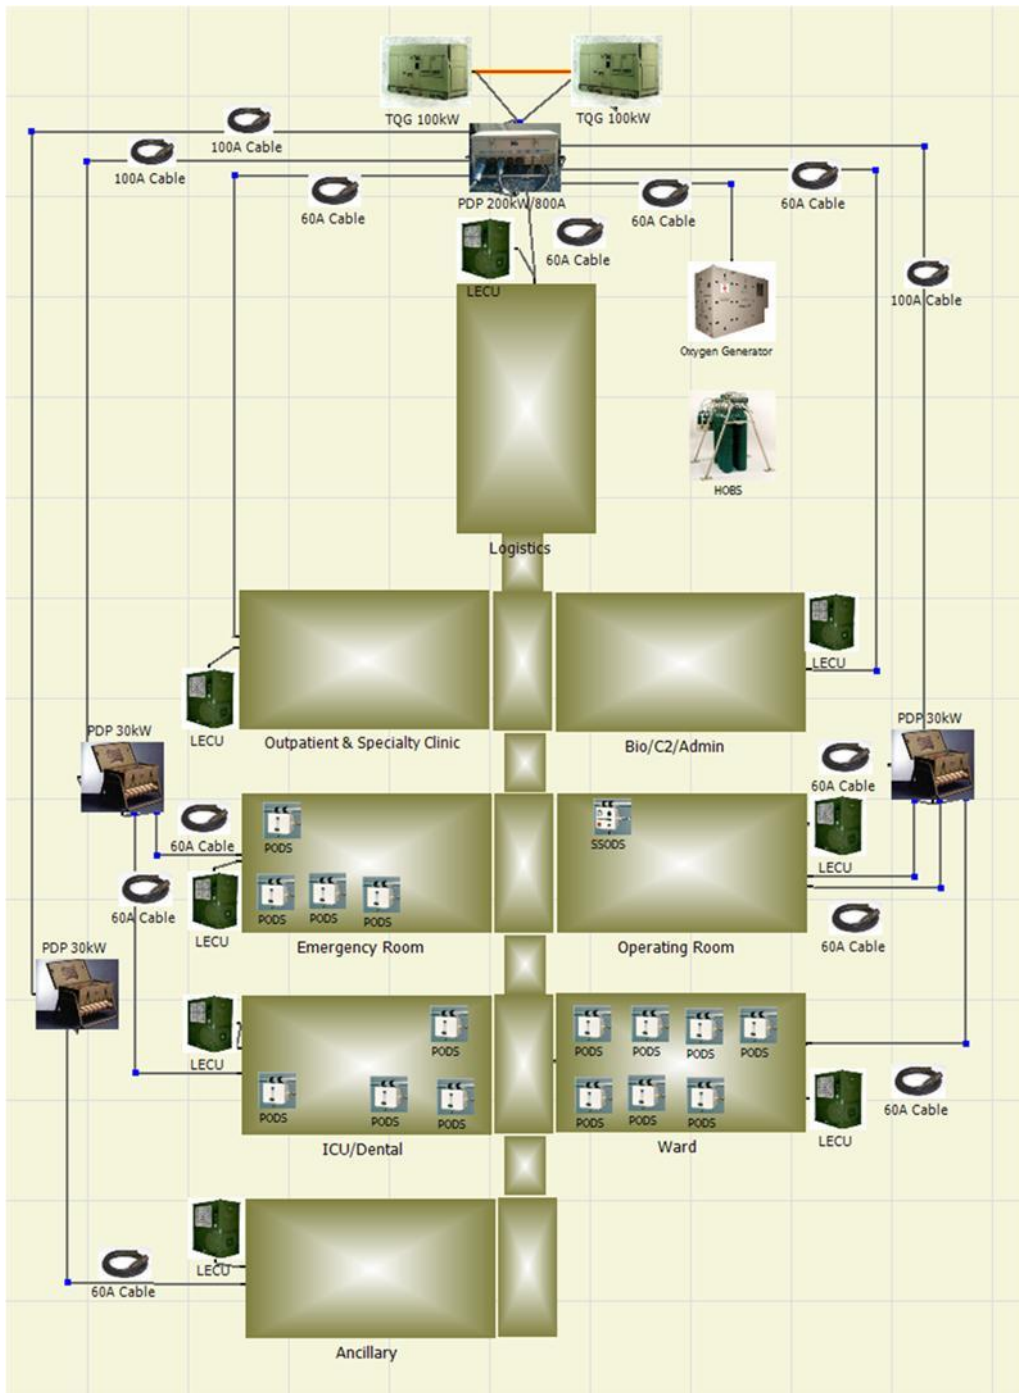 TQG 100kW
TQG 100kW
100A Cable
100A Cable
60A Cable
PDP 200kW/800A
60A Cable
60A Cable
60A Cable
LECU
100A Cable
Oxygen Generator
HOBS
Logistics
LECU
LECU
Outpatient & Specialty Clinic
Bio/C2/Admin
PDP 30kW
PDP 30kW
60A Cable
60A Cable
PODS
SSODS
LECU
60A Cable
PODS
PODS
PODS
LECU
60A Cable
Emergency Room
Operating Room
PDP 30kW
LECU
PODS
PODS
PODS
PODS
PODS
PODS
PODS
PODS
PODS
PODS
PODS
60A Cable
LECU
ICU/Dental
Ward
LECU
60A Cable
Ancillary